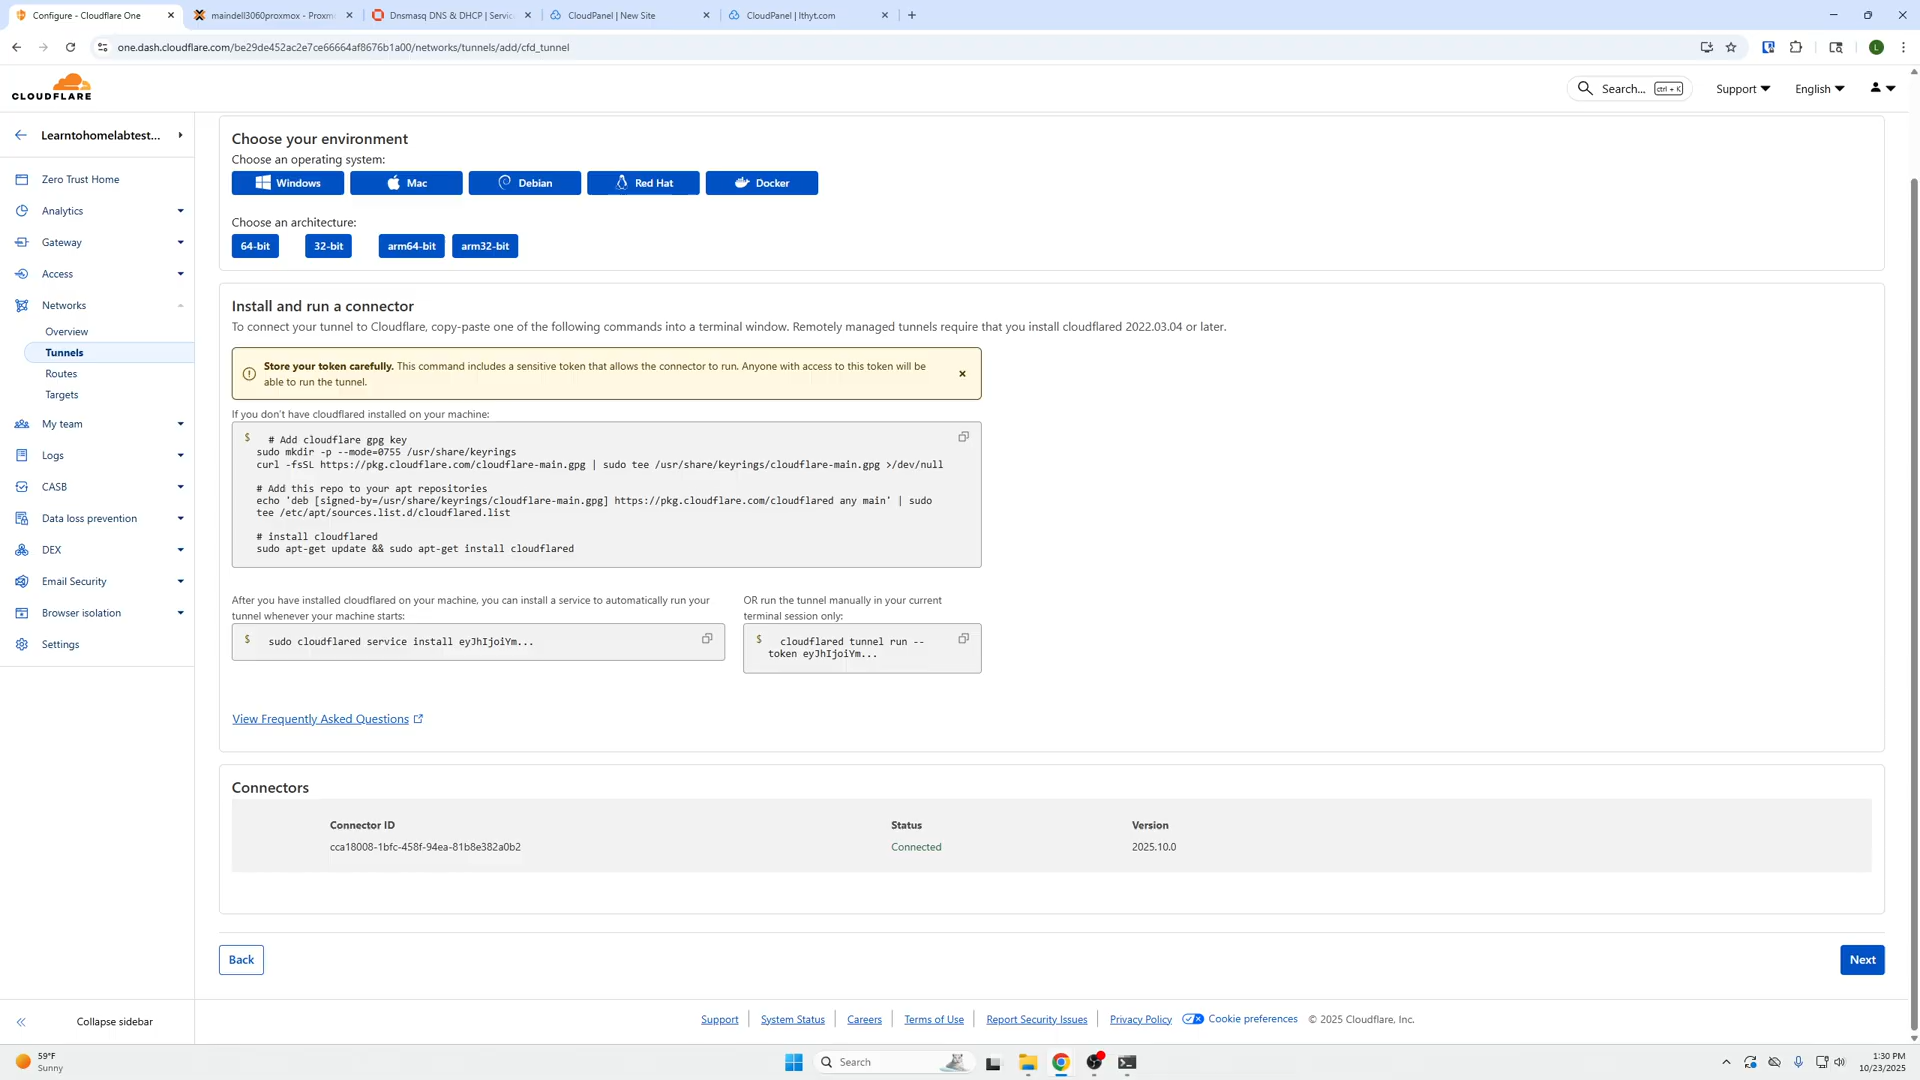 Configure - Cloudflare One
maindell3060proxmox - Proxm
Dnsmasq DNS & DHCP | Servic
CloudPanel | New Site
CloudPanel | lthyt.com
one.dash.cloudflare.com/be29de452ac2e7ce66664af8676b1a00/networks/tunnels/add/cfd_tunnel
L
CLOUDFLARE
Search... ctrl + K
Support
English
Learntohomelabtest...
Zero Trust Home
Analytics
Gateway
Access
Networks
Overview
Tunnels
Routes
Targets
My team
Logs
CASB
Data loss prevention
DEX
Email Security
Browser isolation
Settings
Collapse sidebar
Choose your environment
Choose an operating system:
Windows
Mac
Debian
Red Hat
Docker
Choose an architecture:
64-bit
32-bit
arm64-bit
arm32-bit
Install and run a connector
To connect your tunnel to Cloudflare, copy-paste one of the following commands into a terminal window. Remotely managed tunnels require that you install cloudflared 2022.03.04 or later.
Store your token carefully. This command includes a sensitive token that allows the connector to run. Anyone with access to this token will be
able to run the tunnel.
If you don't have cloudflared installed on your machine:
$ # Add cloudflare gpg key
sudo mkdir -p --mode=0755 /usr/share/keyrings
curl -fsSL https://pkg.cloudflare.com/cloudflare-main.gpg | sudo tee /usr/share/keyrings/cloudflare-main.gpg >/dev/null
# Add this repo to your apt repositories
echo 'deb [signed-by=/usr/share/keyrings/cloudflare-main.gpg] https://pkg.cloudflare.com/cloudflared any main' | sudo
tee /etc/apt/sources.list.d/cloudflared.list
# install cloudflared
sudo apt-get update && sudo apt-get install cloudflared
After you have installed cloudflared on your machine, you can install a service to automatically run your
tunnel whenever your machine starts:
$ sudo cloudflared service install eyJhIjoiYm...
OR run the tunnel manually in your current
terminal session only:
$ cloudflared tunnel run --
token eyJhIjoiYm...
View Frequently Asked Questions
Connectors
Connector ID
Status
Version
cca18008-1bfc-458f-94ea-81b8e382a0b2
Connected
2025.10.0
Back
Next
Support
System Status
Careers
Terms of Use
Report Security Issues
Privacy Policy
Cookie preferences
© 2025 Cloudflare, Inc.
59°F
Sunny
Search
1:30 PM
10/23/2025